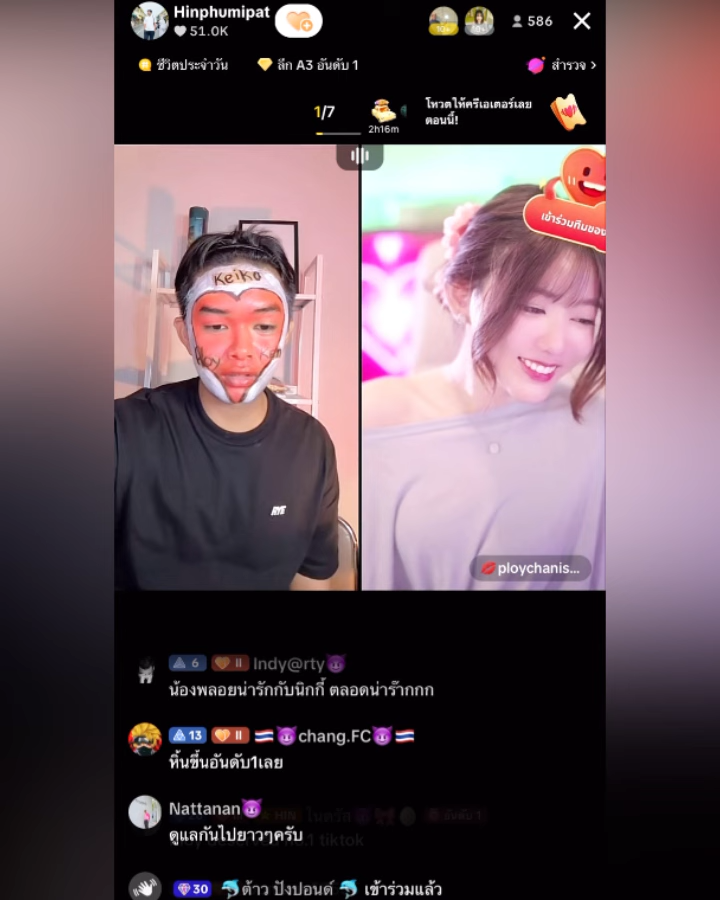 Hinphumipat
51.0K
586
ชีวิตประจำวัน
ลีก A3 อันดับ 1
สำรวจ
1/7
2h16m
โหวตให้ครีเอเตอร์เลย
ตอนนี้!
เข้าร่วมทีมของ
Keiko
RYE
ploychanis...
6 II Indy@rty
น้องพลอยน่ารักกับนิกกี้ ตลอดน่าร๊ากกก
13 II chang.FC
หิ้นขึ้นอันดับ1เลย
Nattanan
ดูแลกันไปยาวๆครับ
30 ต้าว ปังปอนด์ เข้าร่วมแล้ว